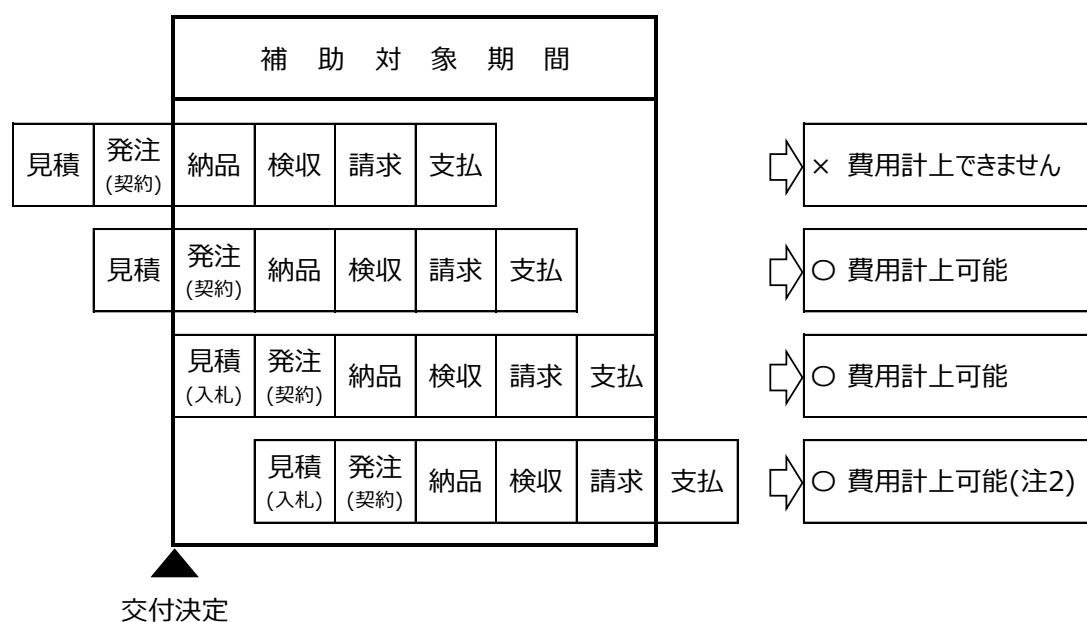 補助対象期間
見積 発注 納品 検収 請求 支払 × 費用計上できません
(契約)
見積 発注 納品 検収 請求 支払 ○ 費用計上可能
(契約)
見積 発注 納品 検収 請求 支払 ○ 費用計上可能
(入札) (契約)
見積 発注 納品 検収 請求 支払 ○ 費用計上可能(注2)
(入札) (契約)
交付決定